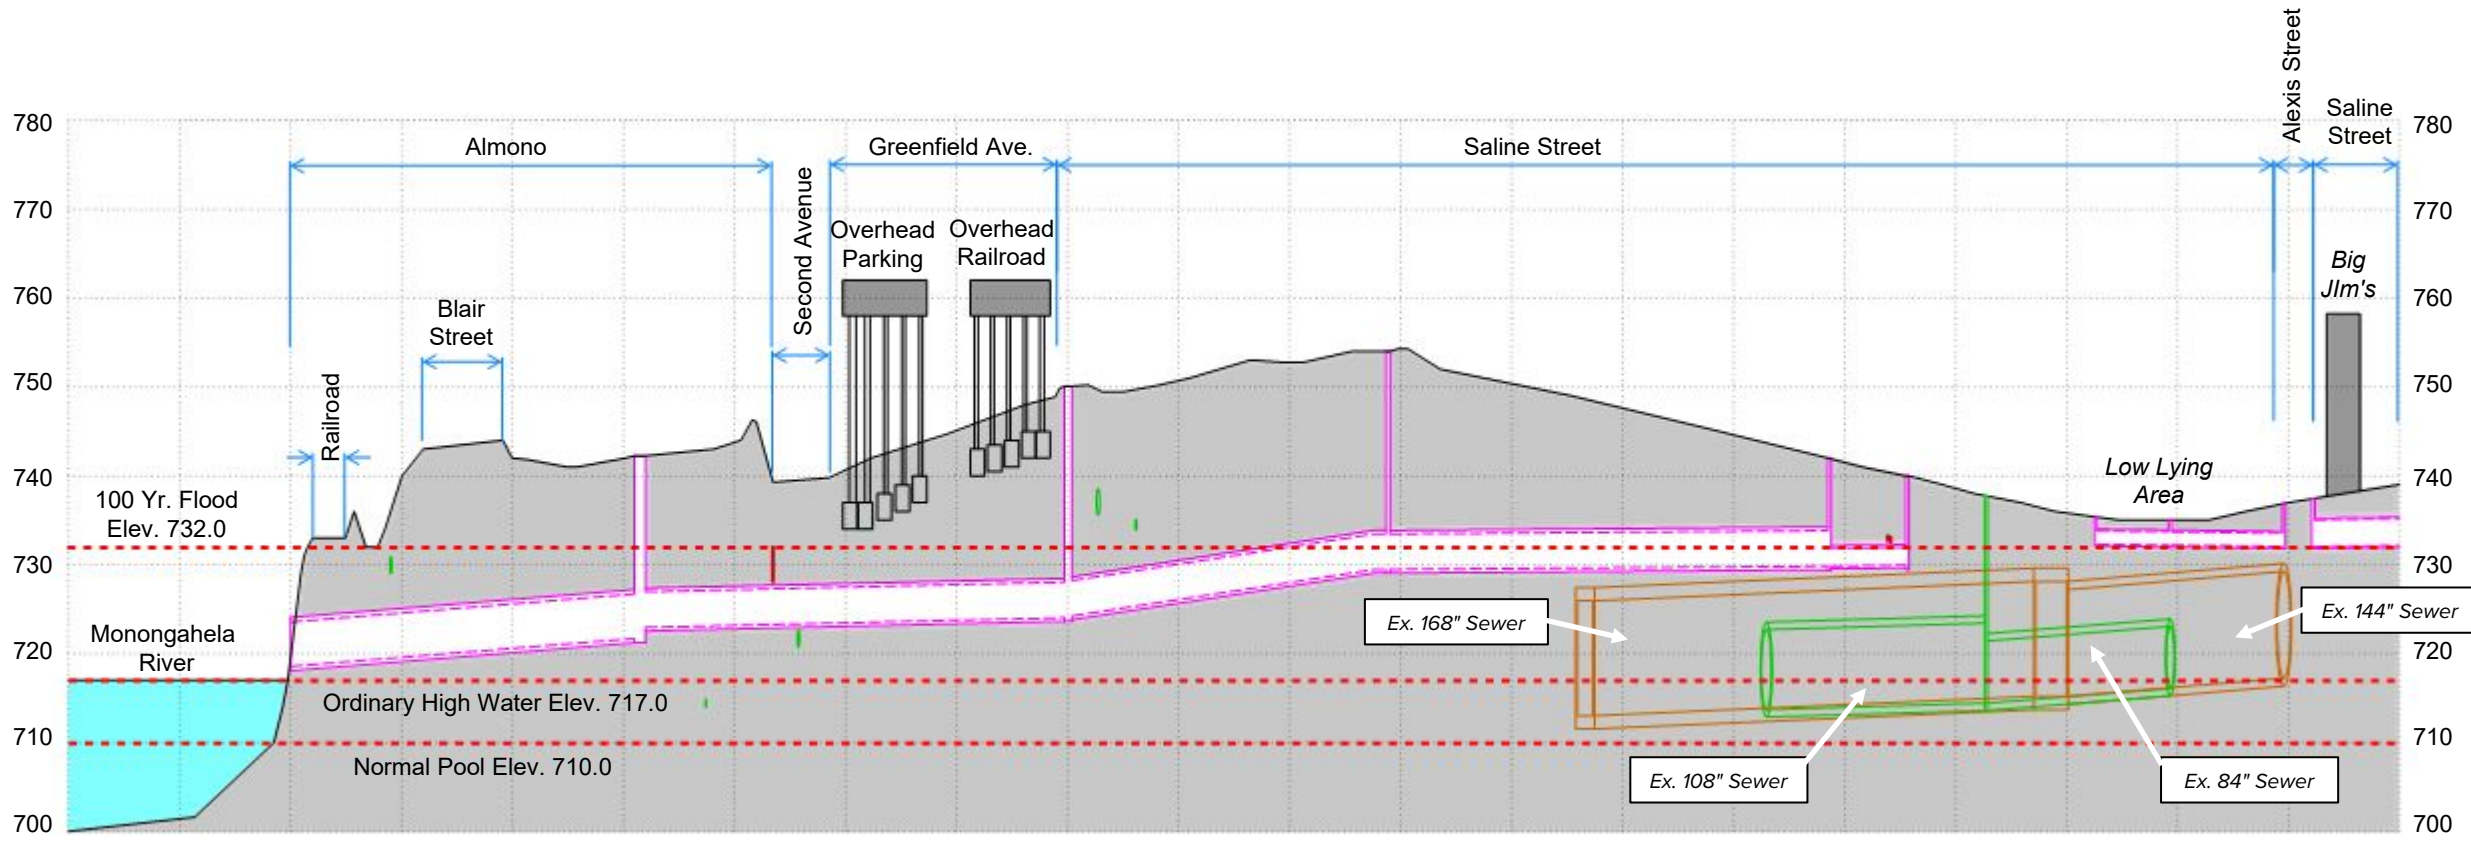 Alexis Street
Saline
Street
780
780
Almono
Greenfield Ave.
Saline Street
770
770
Second Avenue
Overhead
Parking
Overhead
Railroad
Big
JIm's
760
760
Blair
Street
750
750
Railroad
740
740
Low Lying
Area
100 Yr. Flood
Elev. 732.0
730
730
Ex. 168" Sewer
Ex. 144" Sewer
Monongahela
River
720
720
Ordinary High Water Elev. 717.0
710
710
Normal Pool Elev. 710.0
Ex. 108" Sewer
Ex. 84" Sewer
700
700